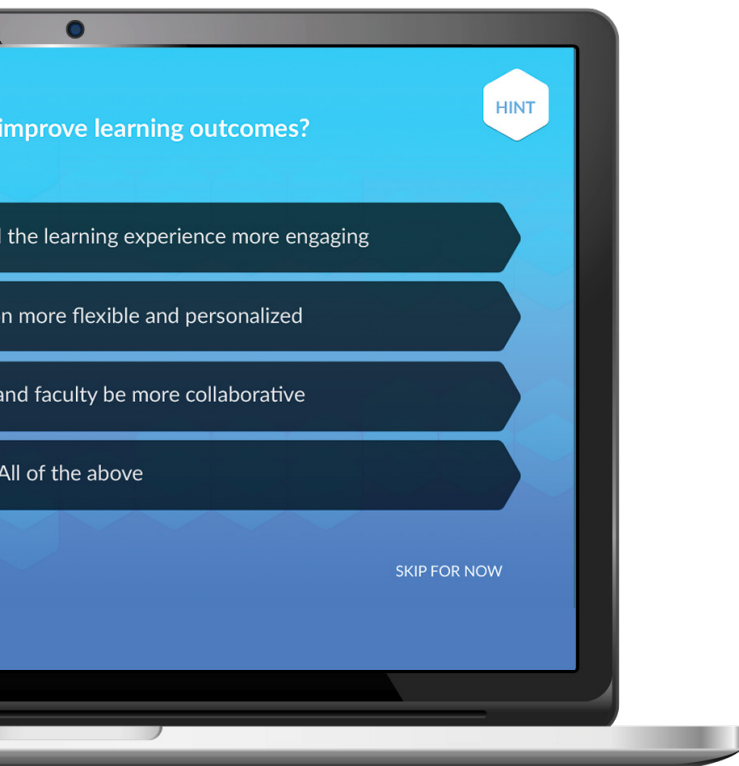 HINT
improve learning outcomes?
the learning experience more engaging
more flexible and personalized
and faculty be more collaborative
All of the above
SKIP FOR NOW